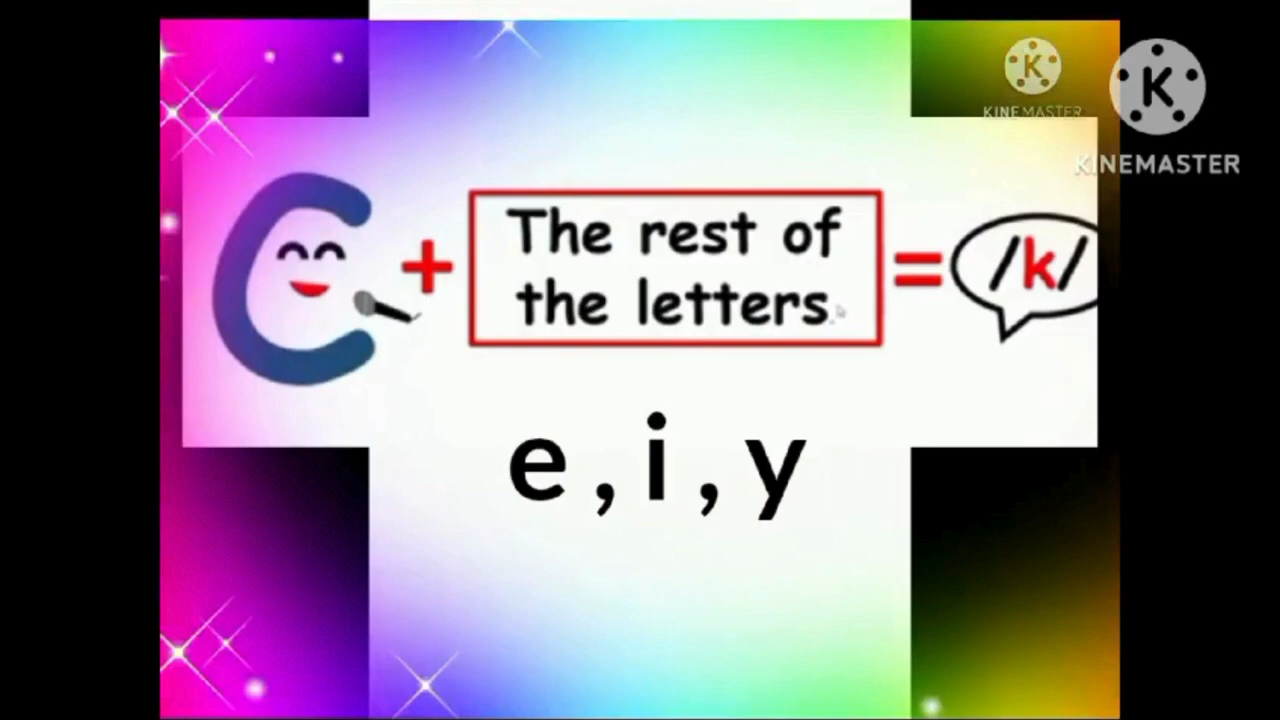 K
KINEMASTER
K
KINEMASTER
C + The rest of the letters. = /k/
e , i , y